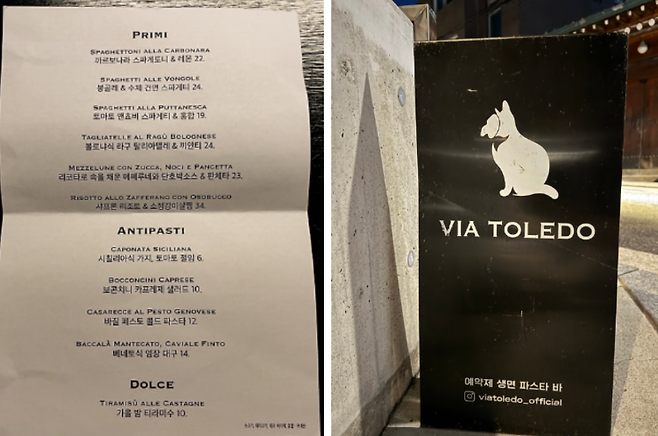 PRIMI
SPAGHETTONI ALLA CARBONARA
까르보나라 스파게토니 & 레몬 22.
SPAGHETTI ALLE VONGOLE
봉골레 & 수제 건면 스파게티 24.
SPAGHETTI ALLA PUTTANESCA
토마토 앤쵸비 스파게티 & 홍합 19.
TAGLIATELLE AL RAGÙ BOLOGNESE
볼로냐식 라구 탈리아텔레 & 끼안티 24.
MEZZELUNE CON ZUCCA, NOCI E PANCETTA
리코타로 속을 채운 메쩨루네와 단호박소스 & 판체타 23.
RISOTTO ALLO ZAFFERANO CON OSOBUCCO
샤프론 리조또 & 소정강이살찜 34.
ANTIPASTI
CAPONATA SICILIANA
시칠리아식 가지, 토마토 절임 6.
BOCCONCINI CAPRESE
보콘치니 카프레제 샐러드 10.
CASARECCE AL PESTO GENOVESE
바질 페스토 콜드 파스타 12.
BACCALÀ MANTECATO, CAVIALE FINTO
베네토식 염장 대구 14.
DOLCE
TIRAMISÙ ALLE CASTAGNE
가을 밤 티라미수 10.
VIA TOLEDO
예약제 생면 파스타 바
viatoledo_official